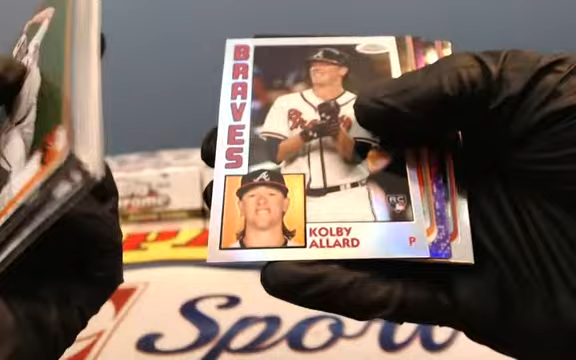 BRAVES
KOLBY
ALLARD
P
RC
Sport